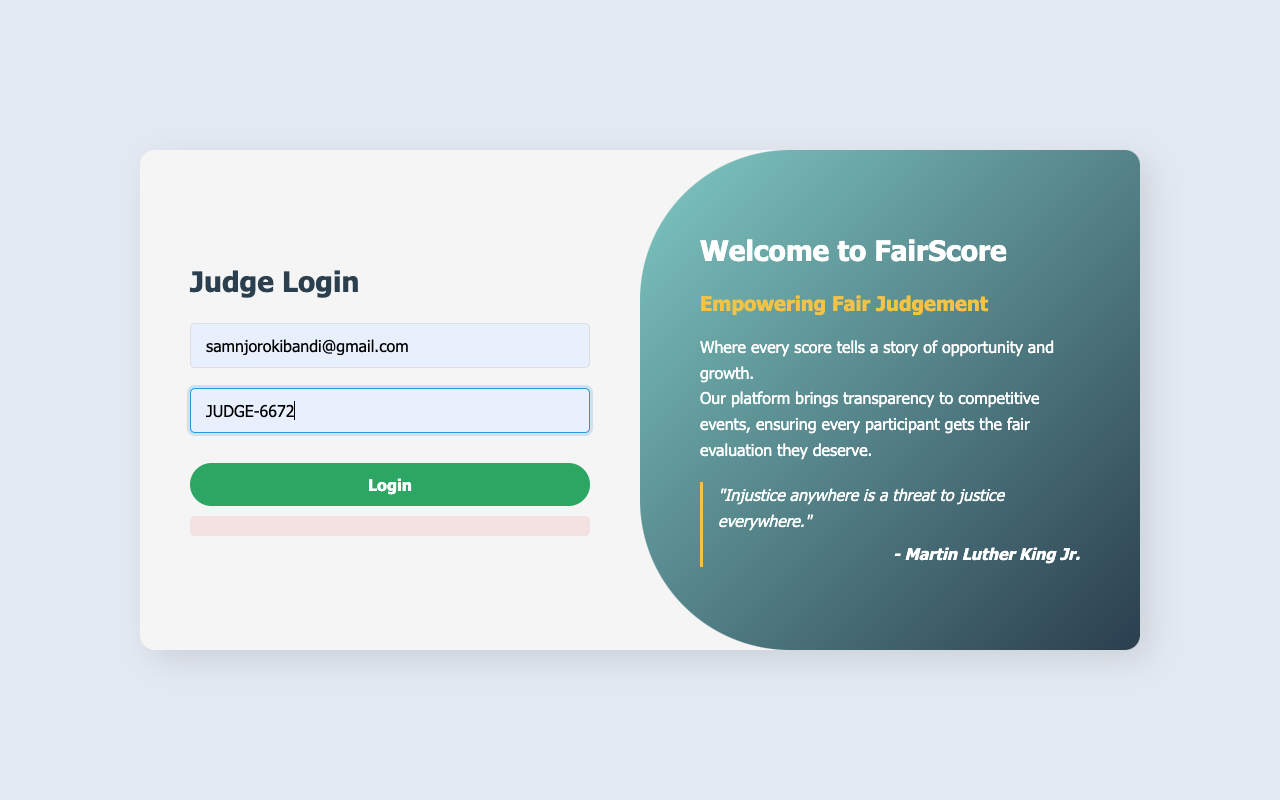 Judge Login
samnjorokibandi@gmail.com
JUDGE-6672
Login
Welcome to FairScore
Empowering Fair Judgement
Where every score tells a story of opportunity and
growth.
Our platform brings transparency to competitive
events, ensuring every participant gets the fair
evaluation they deserve.
"Injustice anywhere is a threat to justice
everywhere."
- Martin Luther King Jr.